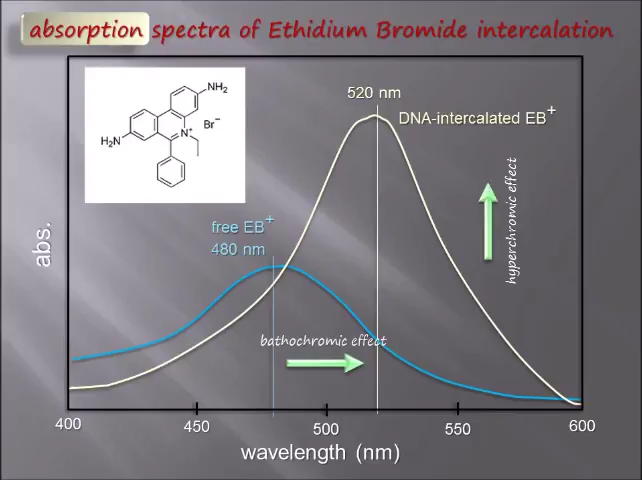 absorption spectra of Ethidium Bromide intercalation
520 nm
DNA-intercalated EB+
NH₂
Br⁻
N⁺
H₂N
free EB+
480 nm
hyperchromic effect
bathochromic effect
abs.
400 450 500 550 600
wavelength (nm)